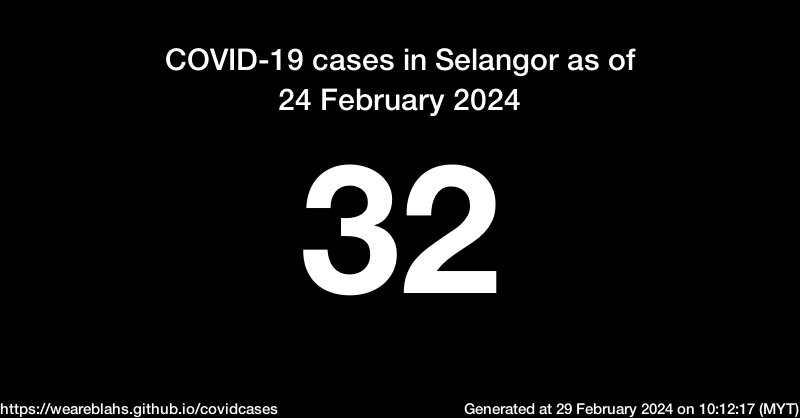 COVID-19 cases in Selangor as of
24 February 2024
32
https://weareblahs.github.io/covidcases
Generated at 29 February 2024 on 10:12:17 (MYT)